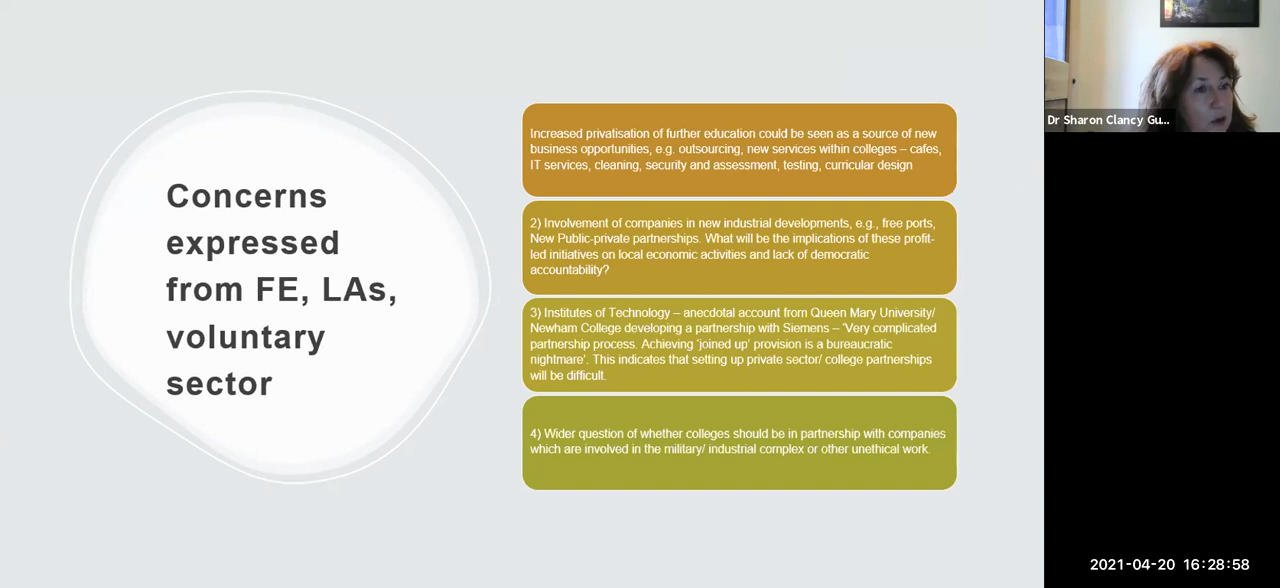 Concerns
expressed
from FE, LAs,
voluntary
sector
Increased privatisation of further education could be seen as a source of new
business opportunities, e.g. outsourcing, new services within colleges – cafes,
IT services, cleaning, security and assessment, testing, curricular design
2) Involvement of companies in new industrial developments, e.g., free ports,
New Public-private partnerships. What will be the implications of these profit-
led initiatives on local economic activities and lack of democratic
accountability?
3) Institutes of Technology – anecdotal account from Queen Mary University/
Newham College developing a partnership with Siemens – 'Very complicated
partnership process. Achieving 'joined up' provision is a bureaucratic
nightmare'. This indicates that setting up private sector/ college partnerships
will be difficult.
4) Wider question of whether colleges should be in partnership with companies
which are involved in the military/ industrial complex or other unethical work.
Dr Sharon Clancy Gu...
2021-04-20 16:28:58